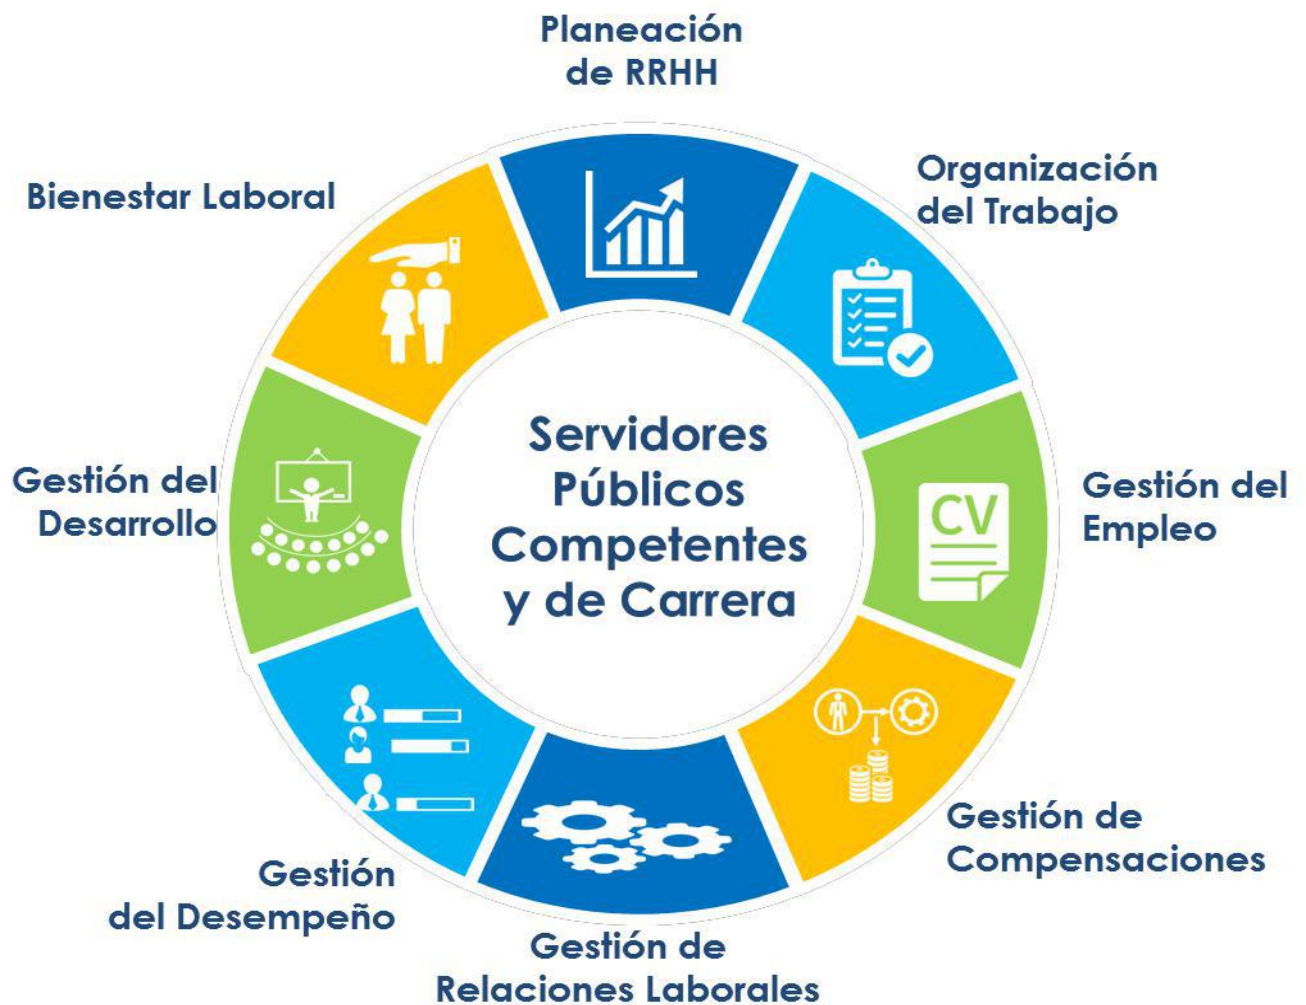 Planeación
de RRHH
Organización
del Trabajo
Bienestar Laboral
Gestión del
Empleo
CV
Gestión del
Desarrollo
Servidores
Públicos
Competentes
y de Carrera
Gestión de
Compensaciones
Gestión
del Desempeño
Gestión de
Relaciones Laborales